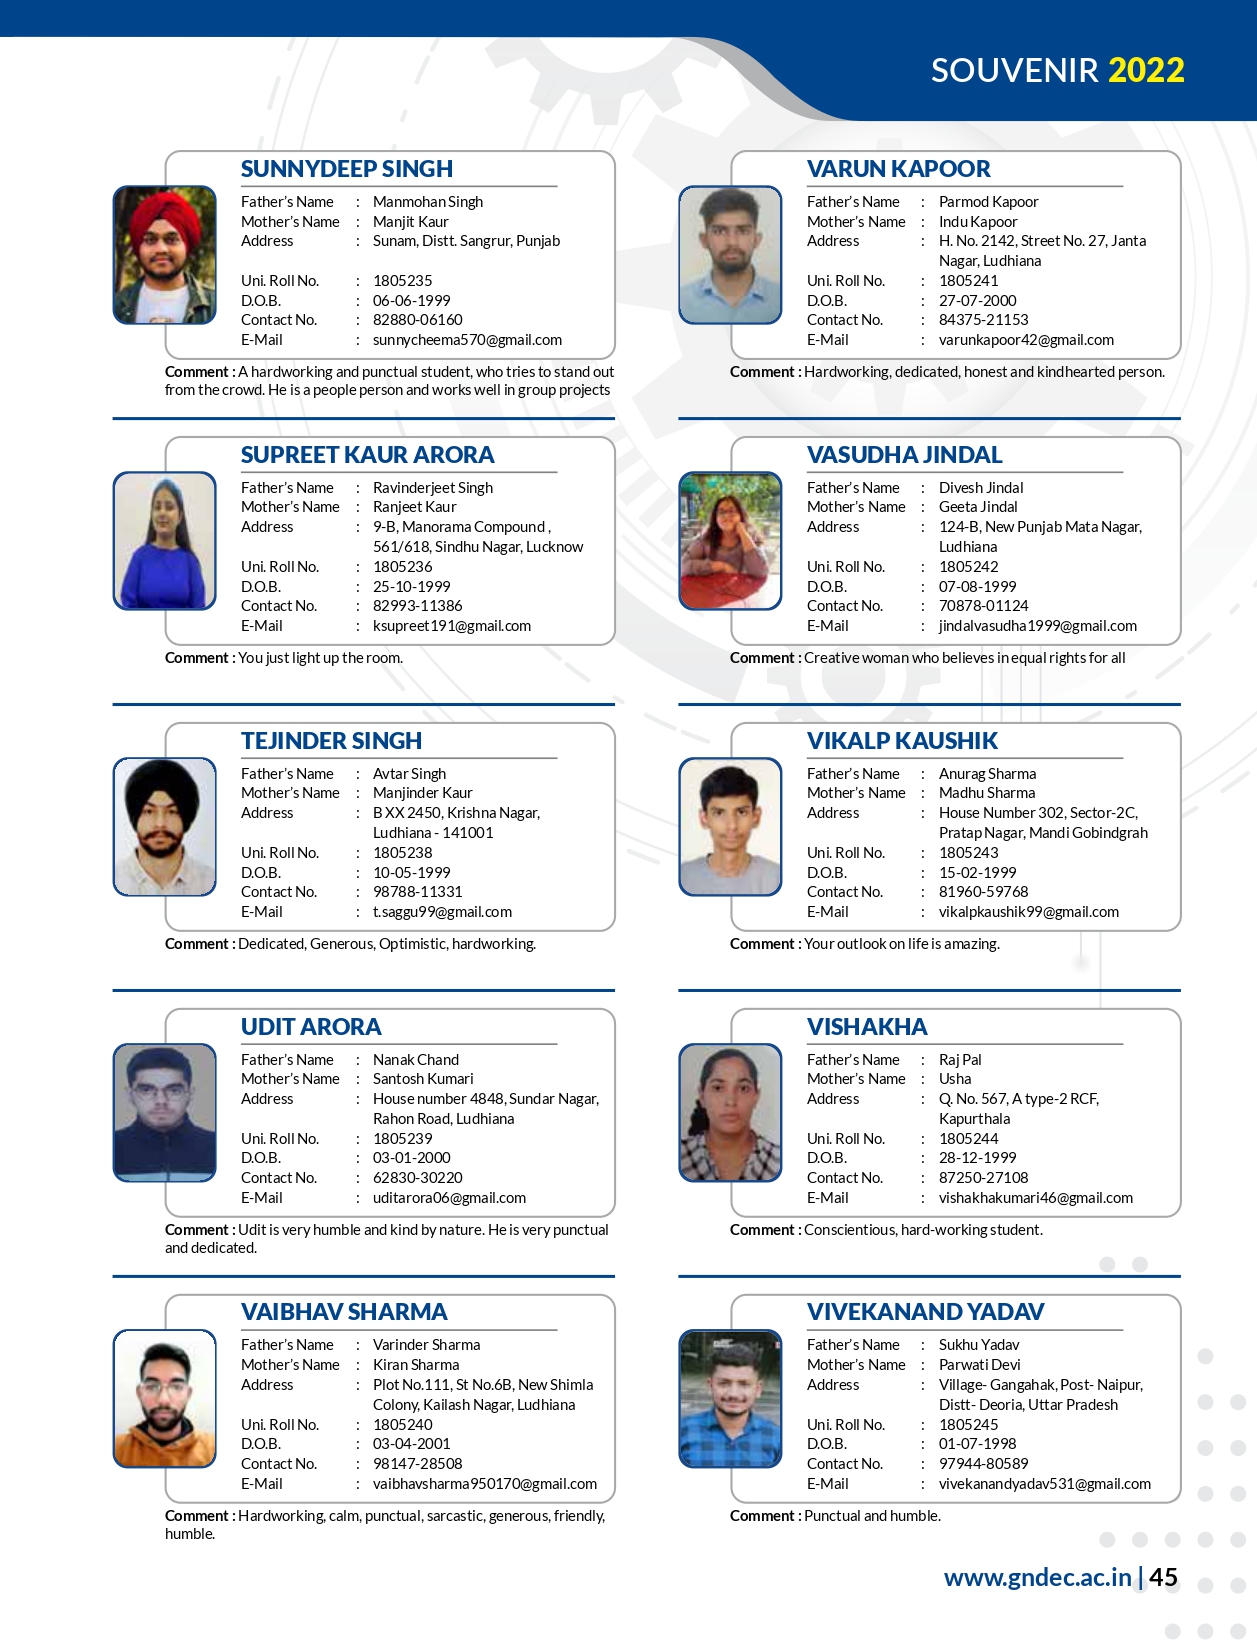 SOUVENIR 2022
SUNNYDEEP SINGH
Father's Name : Manmohan Singh
Mother's Name : Manjit Kaur
Address : Sunam, Distt. Sangrur, Punjab
Uni. Roll No. : 1805235
D.O.B. : 06-06-1999
Contact No. : 82880-06160
E-Mail : sunnycheema570@gmail.com
Comment : A hardworking and punctual student, who tries to stand out
from the crowd. He is a people person and works well in group projects
SUPREET KAUR ARORA
Father's Name : Ravinderjeet Singh
Mother's Name : Ranjeet Kaur
Address : 9-B, Manorama Compound ,
561/618, Sindhu Nagar, Lucknow
Uni. Roll No. : 1805236
D.O.B. : 25-10-1999
Contact No. : 82993-11386
E-Mail : ksupreet191@gmail.com
Comment : You just light up the room.
TEJINDER SINGH
Father's Name : Avtar Singh
Mother's Name : Manjinder Kaur
Address : B XX 2450, Krishna Nagar,
Ludhiana - 141001
Uni. Roll No. : 1805238
D.O.B. : 10-05-1999
Contact No. : 98788-11331
E-Mail : t.saggu99@gmail.com
Comment : Dedicated, Generous, Optimistic, hardworking.
UDIT ARORA
Father's Name : Nanak Chand
Mother's Name : Santosh Kumari
Address : House number 4848, Sundar Nagar,
Rahon Road, Ludhiana
Uni. Roll No. : 1805239
D.O.B. : 03-01-2000
Contact No. : 62830-30220
E-Mail : uditarora06@gmail.com
Comment : Udit is very humble and kind by nature. He is very punctual
and dedicated.
VAIBHAV SHARMA
Father's Name : Varinder Sharma
Mother's Name : Kiran Sharma
Address : Plot No.111, St No.6B, New Shimla
Colony, Kailash Nagar, Ludhiana
Uni. Roll No. : 1805240
D.O.B. : 03-04-2001
Contact No. : 98147-28508
E-Mail : vaibhavsharma950170@gmail.com
Comment : Hardworking, calm, punctual, sarcastic, generous, friendly,
humble.
VARUN KAPOOR
Father's Name : Parmod Kapoor
Mother's Name : Indu Kapoor
Address : H. No. 2142, Street No. 27, Janta
Nagar, Ludhiana
Uni. Roll No. : 1805241
D.O.B. : 27-07-2000
Contact No. : 84375-21153
E-Mail : varunkapoor42@gmail.com
Comment : Hardworking, dedicated, honest and kindhearted person.
VASUDHA JINDAL
Father's Name : Divesh Jindal
Mother's Name : Geeta Jindal
Address : 124-B, New Punjab Mata Nagar,
Ludhiana
Uni. Roll No. : 1805242
D.O.B. : 07-08-1999
Contact No. : 70878-01124
E-Mail : jindalvasudha1999@gmail.com
Comment : Creative woman who believes in equal rights for all
VIKALP KAUSHIK
Father's Name : Anurag Sharma
Mother's Name : Madhu Sharma
Address : House Number 302, Sector-2C,
Pratap Nagar, Mandi Gobindgrah
Uni. Roll No. : 1805243
D.O.B. : 15-02-1999
Contact No. : 81960-59768
E-Mail : vikalpkaushik99@gmail.com
Comment : Your outlook on life is amazing.
VISHAKHA
Father's Name : Raj Pal
Mother's Name : Usha
Address : Q. No. 567, A type-2 RCF,
Kapurthala
Uni. Roll No. : 1805244
D.O.B. : 28-12-1999
Contact No. : 87250-27108
E-Mail : vishakhakumari46@gmail.com
Comment : Conscientious, hard-working student.
VIVEKANAND YADAV
Father's Name : Sukhu Yadav
Mother's Name : Parwati Devi
Address : Village- Gangahak, Post- Naipur,
Distt- Deoria, Uttar Pradesh
Uni. Roll No. : 1805245
D.O.B. : 01-07-1998
Contact No. : 97944-80589
E-Mail : vivekanandyadav531@gmail.com
Comment : Punctual and humble.
www.gndec.ac.in | 45